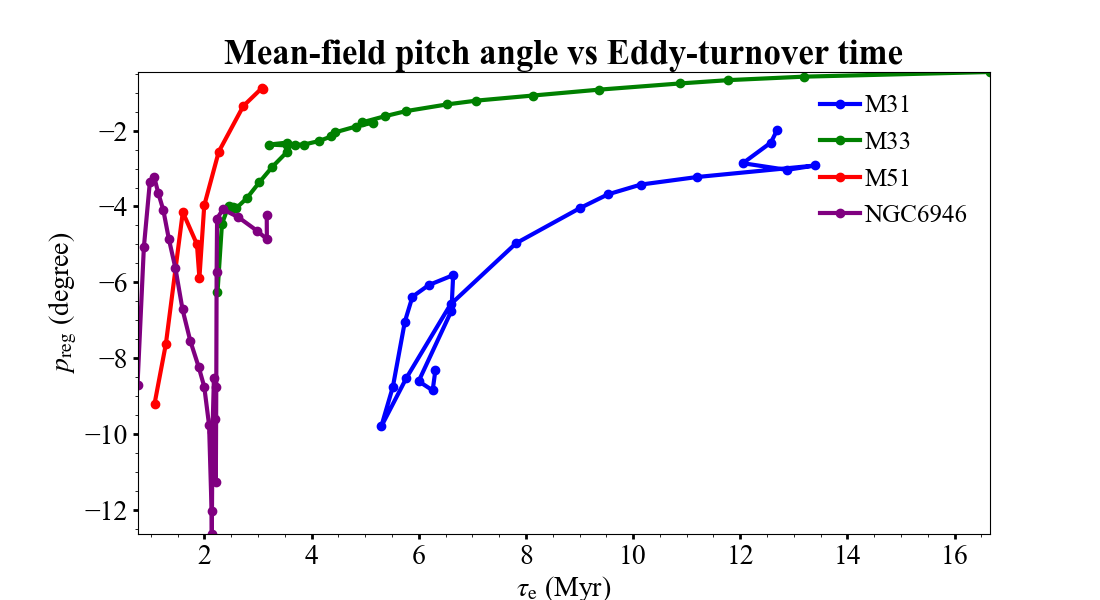 Mean-field pitch angle vs Eddy-turnover time
M31
M33
M51
NGC6946
−2
−4
−6
−8
−10
−12
p_reg (degree)
2
4
6
8
10
12
14
16
τ_e (Myr)